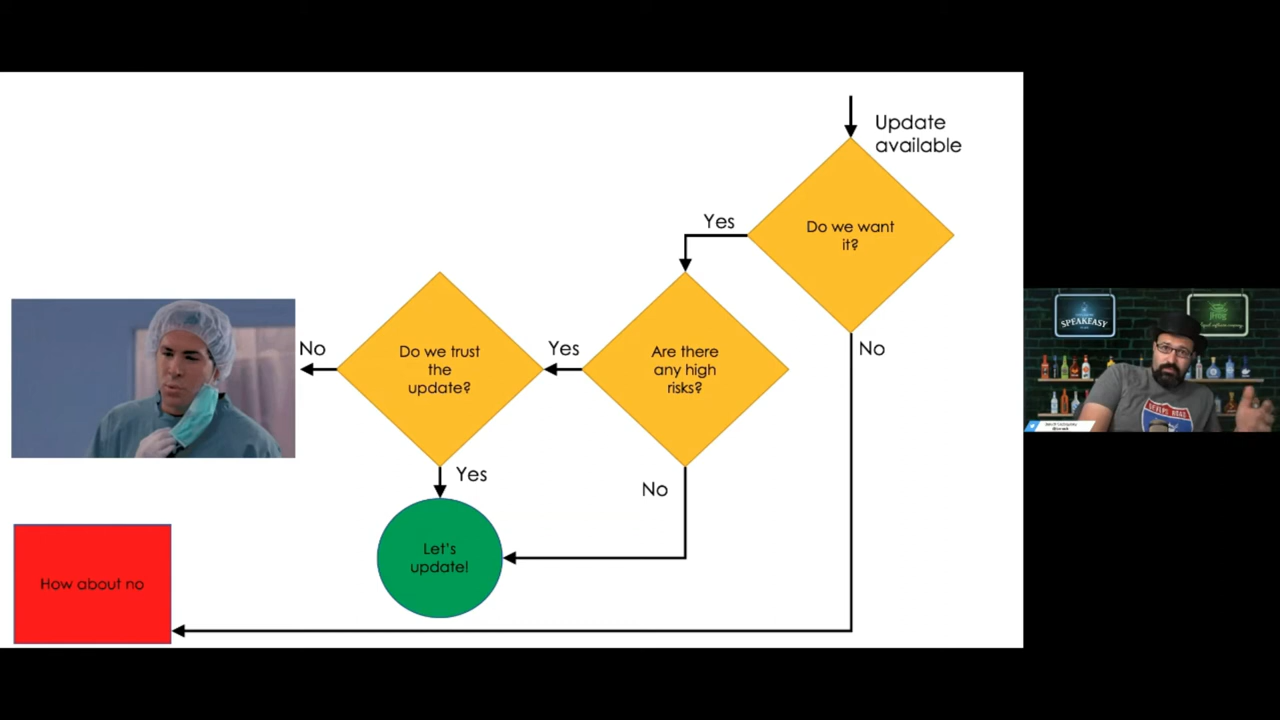 Update
available
Do we want
it?
Yes
No
Are there
any high
risks?
Yes
No
Do we trust
the
update?
No
Yes
Let's
update!
How about no
SPEAKEASY
JFrog